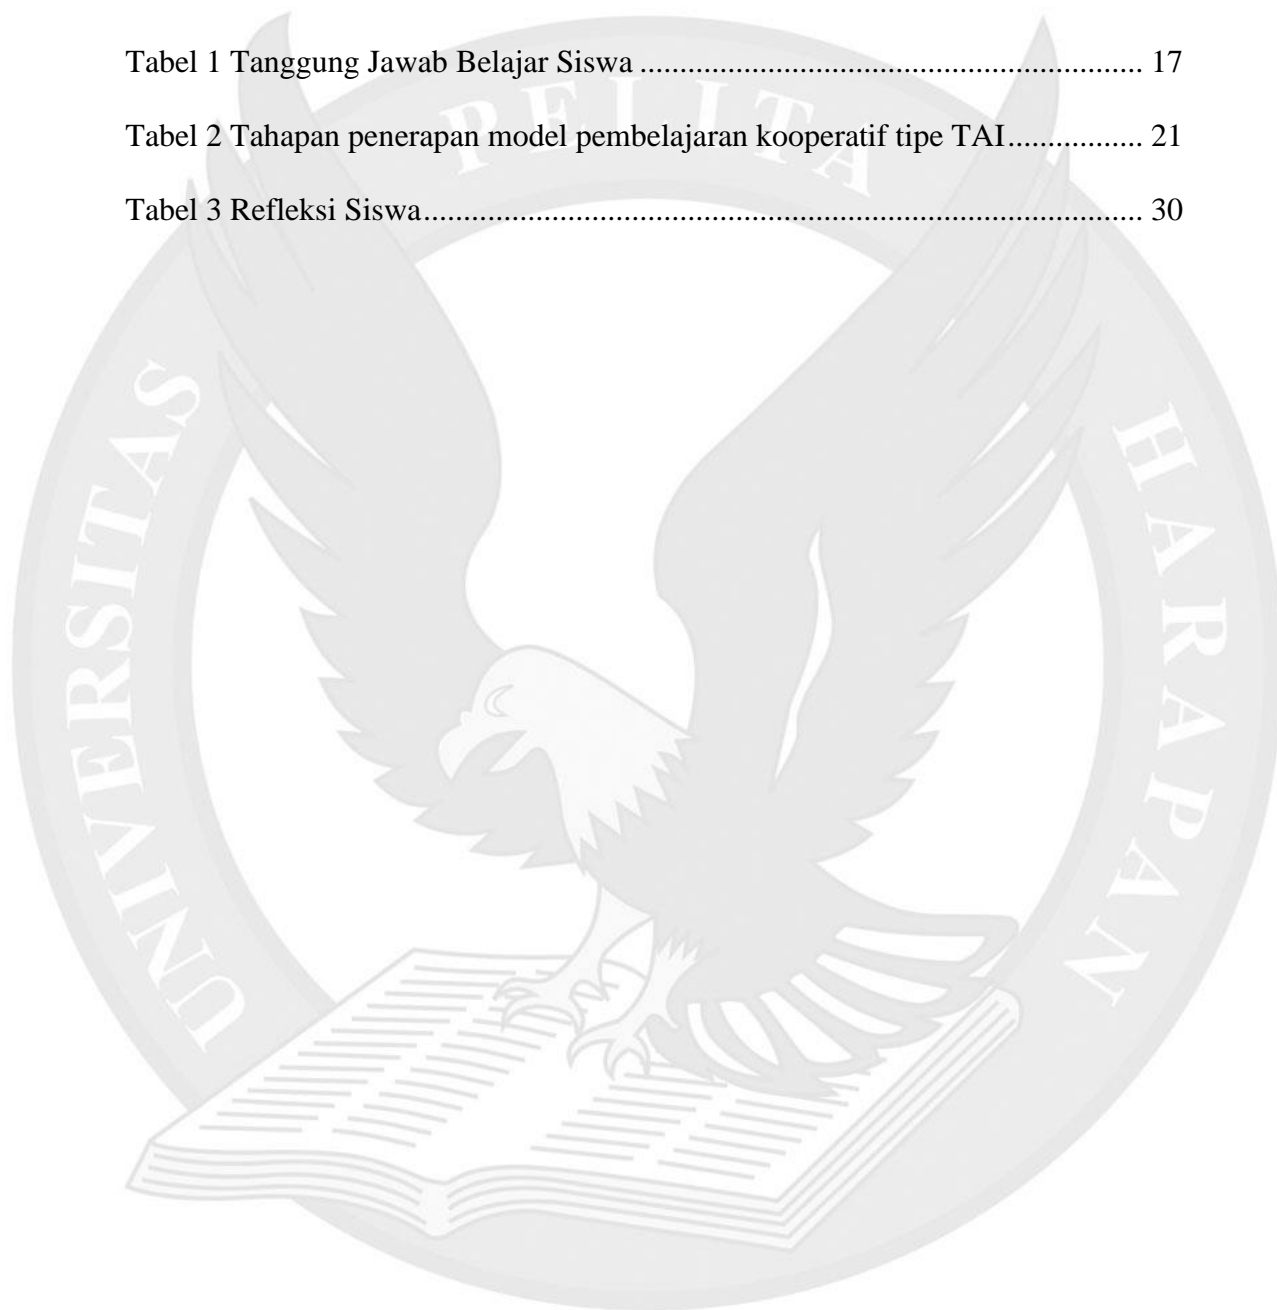 Tabel 1 Tanggung Jawab Belajar Siswa ................................................................ 17
Tabel 2 Tahapan penerapan model pembelajaran kooperatif tipe TAI................. 21
Tabel 3 Refleksi Siswa........................................................................................... 30
UNIVERSITAS PELITA HARAPAN